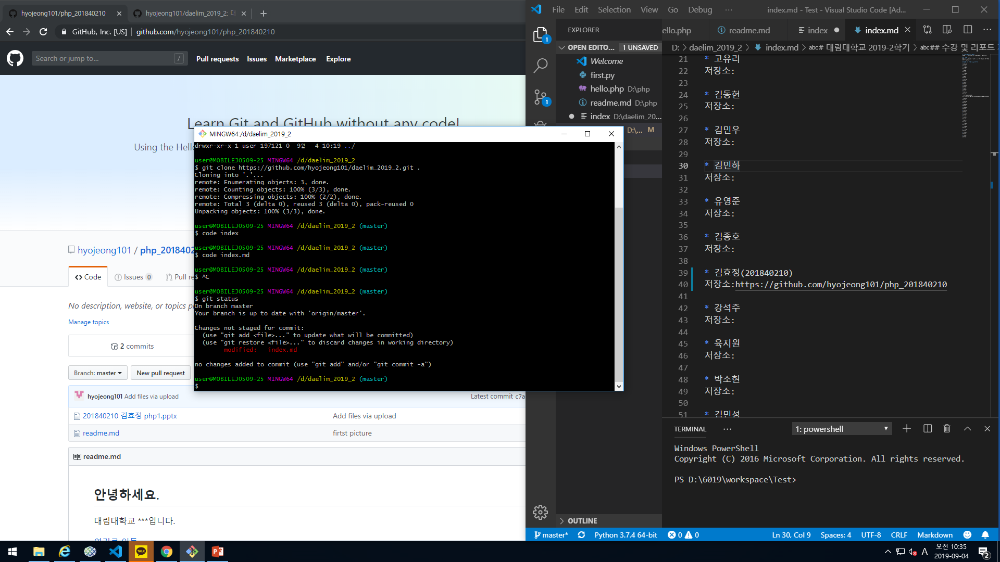 hyojeong101/php_201840210
hyojeong101/daelim_2019_2: 대
GitHub, Inc. [US] github.com/hyojeong101/php_201840210
Search or jump to... /
Pull requests Issues Marketplace Explore
Learn Git and GitHub without any code!
Using the Hello
hyojeong101 / php_2018402
Code Issues 0 Pull re
No description, website, or topics p
Manage topics
2 commits
Branch: master New pull request
hyojeong101 Add files via upload Latest commit c7a
201840210 김효정 php1.pptx Add files via upload
readme.md firtst picture
readme.md
안녕하세요.
대림대학교 ***입니다.
MINGW64:/d/daelim_2019_2
drwxr-xr-x 1 user 197121 0 9월 4 10:19 ../
user@MOBILEJO509-25 MINGW64 /d/daelim_2019_2
$ git clone https://github.com/hyojeong101/daelim_2019_2.git .
Cloning into '.'...
remote: Enumerating objects: 3, done.
remote: Counting objects: 100% (3/3), done.
remote: Compressing objects: 100% (2/2), done.
remote: Total 3 (delta 0), reused 3 (delta 0), pack-reused 0
Unpacking objects: 100% (3/3), done.
user@MOBILEJO509-25 MINGW64 /d/daelim_2019_2 (master)
$ code index
user@MOBILEJO509-25 MINGW64 /d/daelim_2019_2 (master)
$ code index.md
user@MOBILEJO509-25 MINGW64 /d/daelim_2019_2 (master)
$ ^C
user@MOBILEJO509-25 MINGW64 /d/daelim_2019_2 (master)
$ git status
On branch master
Your branch is up to date with 'origin/master'.
Changes not staged for commit:
(use "git add <file>..." to update what will be committed)
(use "git restore <file>..." to discard changes in working directory)
modified: index.md
no changes added to commit (use "git add" and/or "git commit -a")
user@MOBILEJO509-25 MINGW64 /d/daelim_2019_2 (master)
$
File Edit Selection View Go Debug ... index.md - Test - Visual Studio Code [Ad...
EXPLORER
OPEN EDITO... 1 UNSAVED
Welcome
first.py
hello.php D:\php
readme.md D:\php
index D:\daelim_20...
D:\... M
OUTLINE
1
1
ello.php readme.md index index.md
D: > daelim_2019_2 > index.md > abc # 대림대학교 2019-2학기 > abc ## 수강 및 리포트
21 * 고유리
22 저장소:
23
24 * 김동현
25 저장소:
26
27 * 김민우
28 저장소:
29
30 * 김민하
31 저장소:
32
33 * 유영준
34 저장소:
35
36 * 김종호
37 저장소:
38
39 * 김효정(201840210)
40 저장소:https://github.com/hyojeong101/php_201840210
41
42 * 강석주
43 저장소:
44
45 * 육지원
46 저장소:
47
48 * 박소현
49 저장소:
50
51 * 김민성
TERMINAL ... 1: powershell
Windows PowerShell
Copyright (C) 2016 Microsoft Corporation. All rights reserved.
PS D:\6019\workspace\Test>
master* Python 3.7.4 64-bit 0 0 Ln 30, Col 9 Spaces: 4 UTF-8 CRLF Markdown
TALK
A 오전 10:35
2019-09-04
2